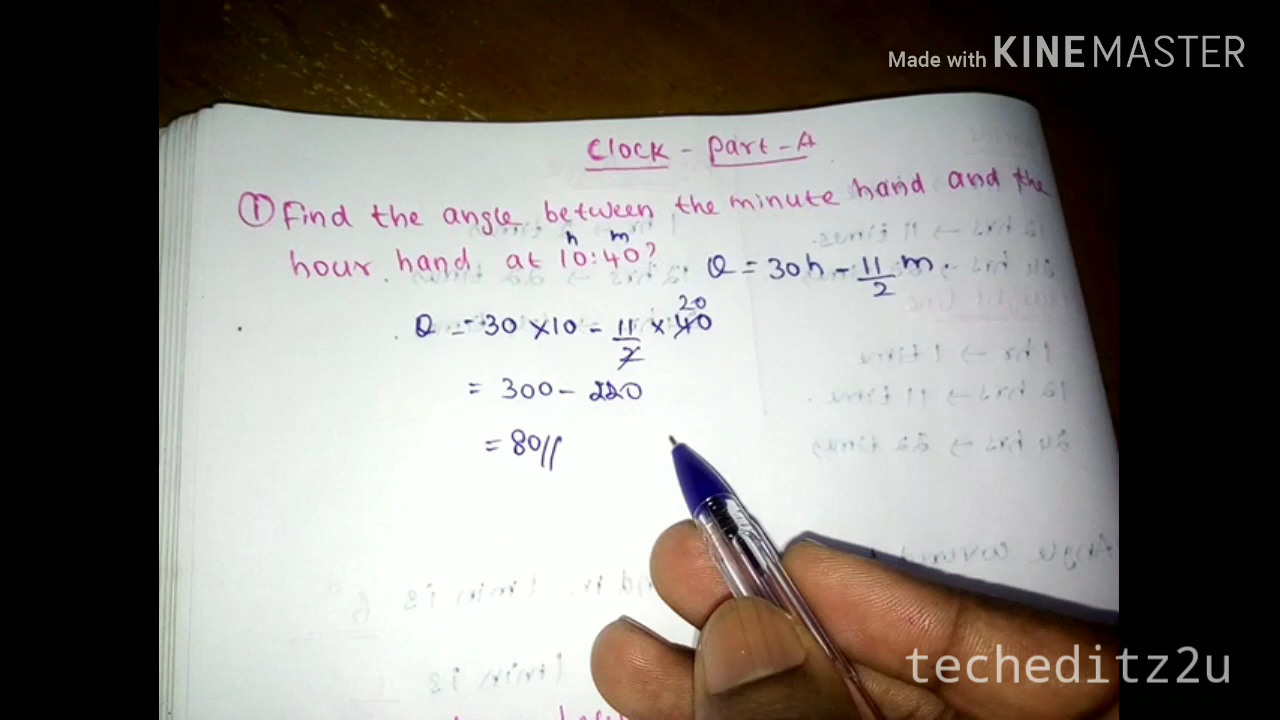 Made with KINEMASTER
Clock - Part-A
① Find the angle between the minute hand and the
h m
hour hand at 10:40?
θ = 30h - 11/2 m.
20
θ = 30 × 10 - 11/2 × 40
= 300 - 220
= 80//
techeditz2u